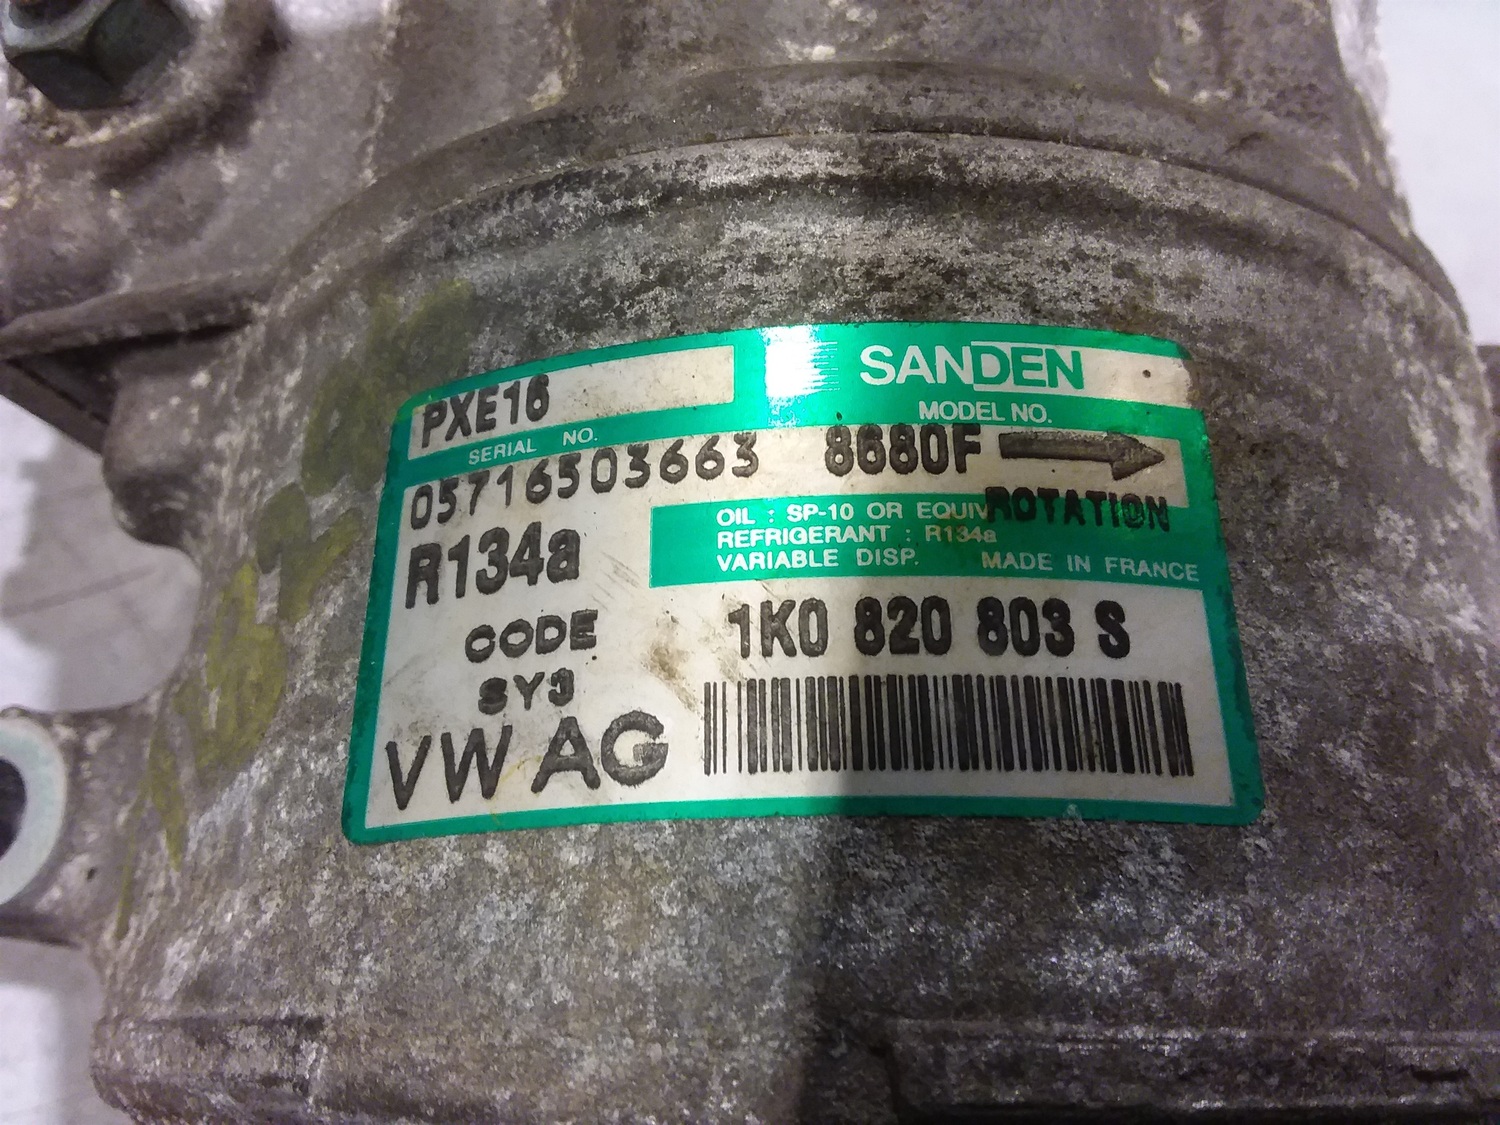 SANDEN
PXE16
MODEL NO.
SERIAL NO.
05716503663 8680F
ROTATION
OIL : SP-10 OR EQUIV
REFRIGERANT : R134a
VARIABLE DISP. MADE IN FRANCE
R134a
CODE
SY3
1K0 820 803 S
VW AG